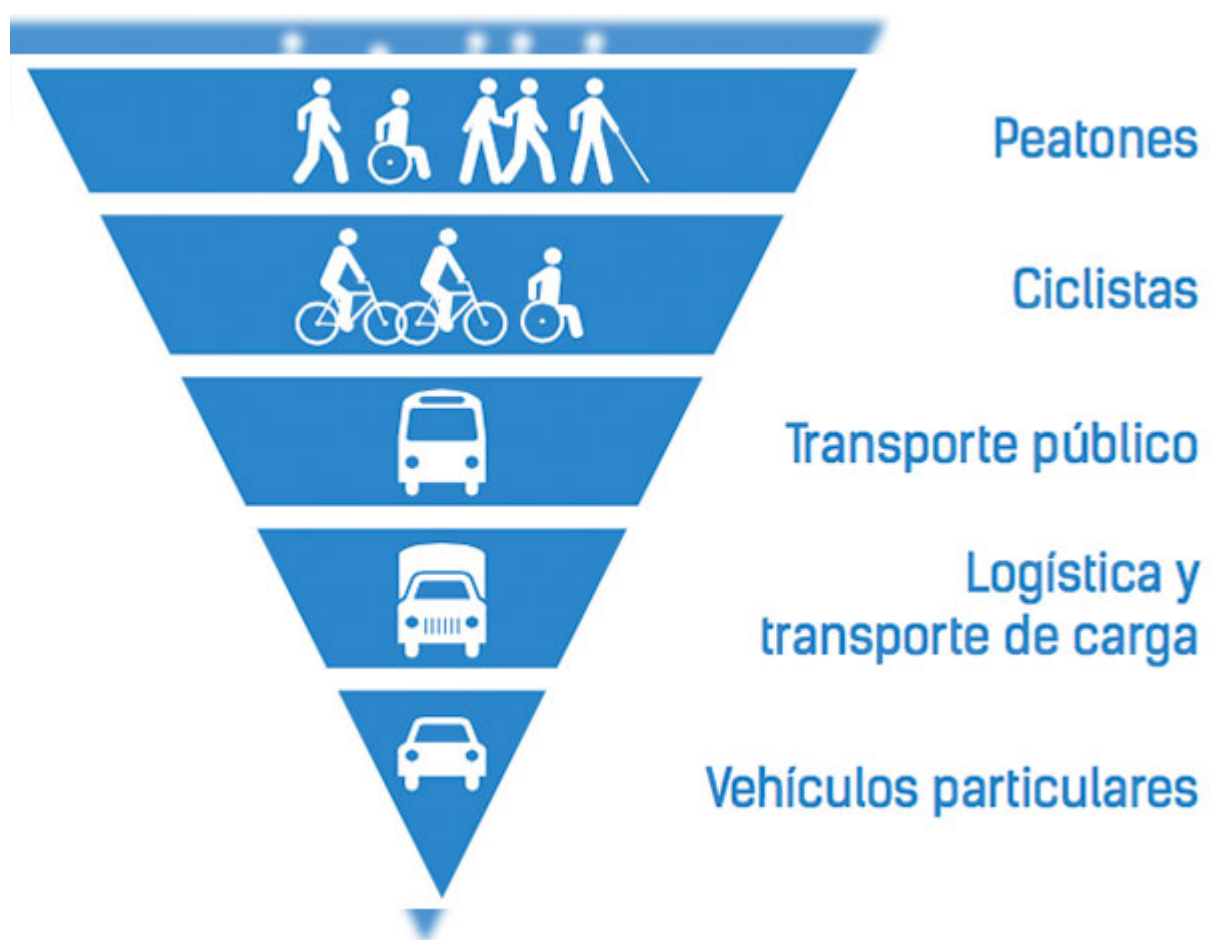 Peatones
Ciclistas
Transporte público
Logística y
transporte de carga
Vehículos particulares